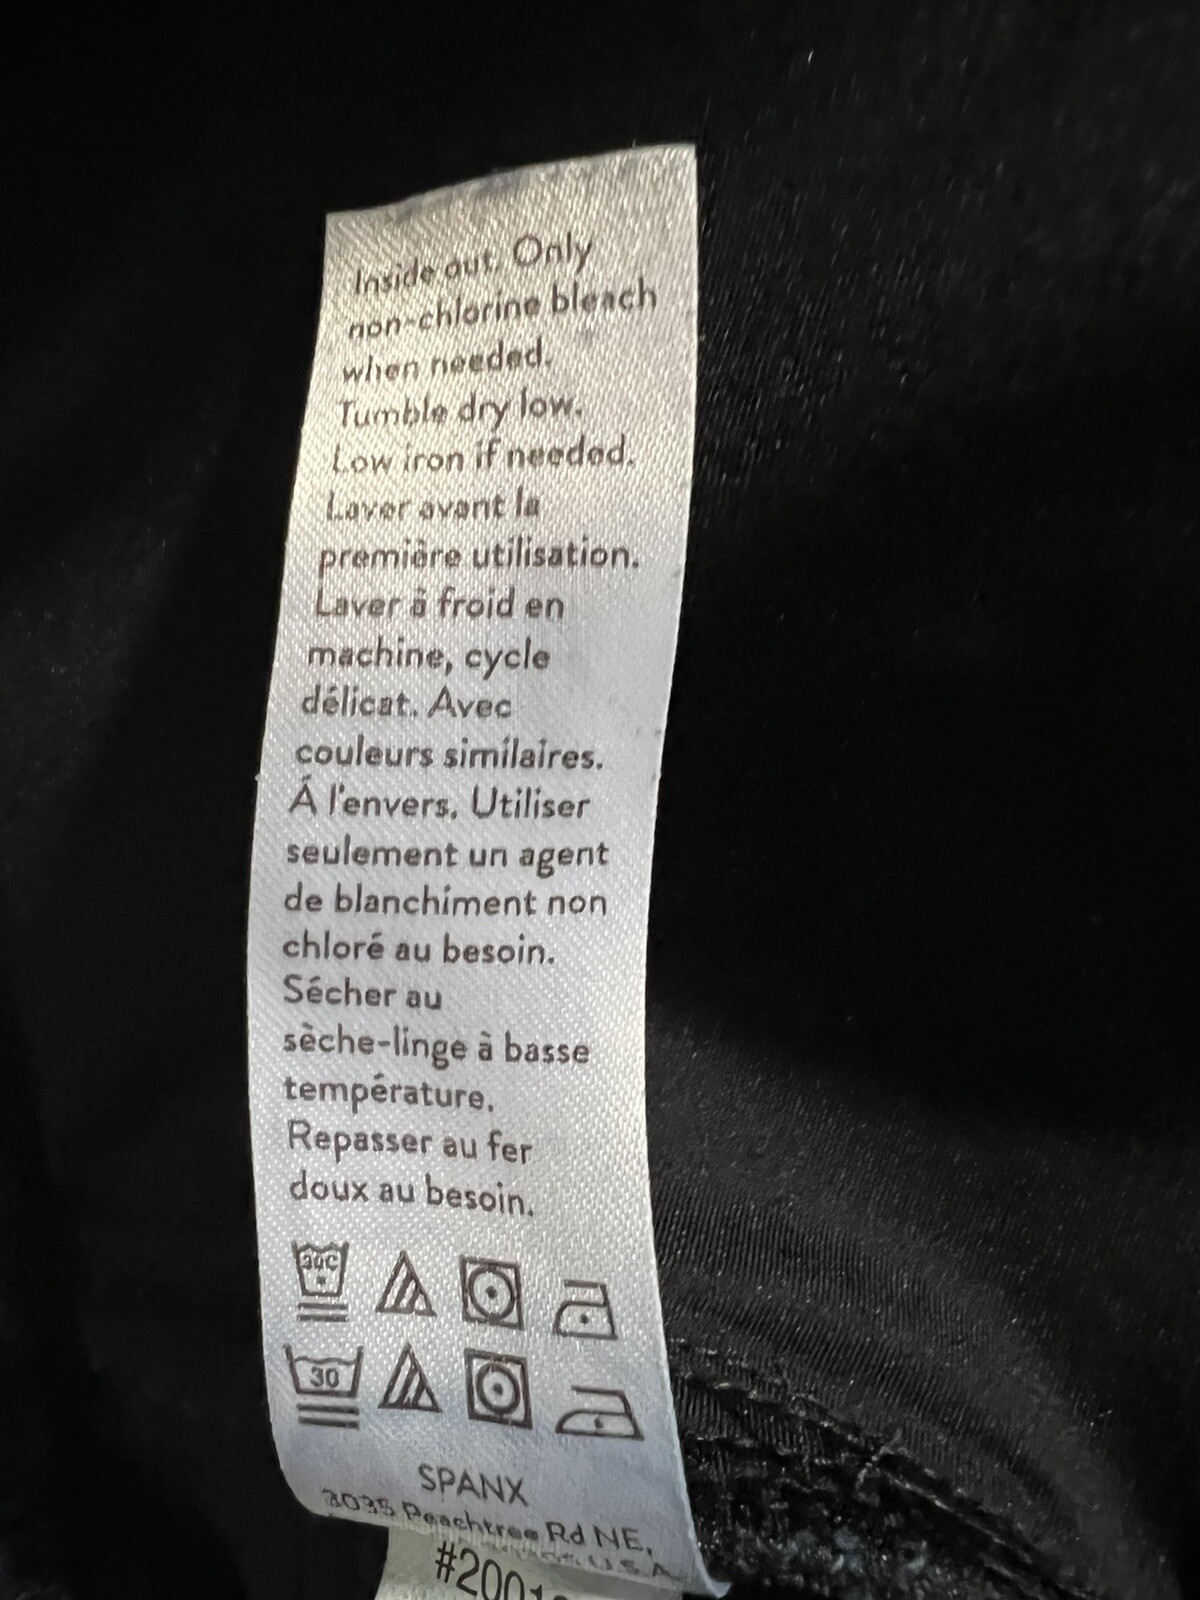 Inside out. Only
non-chlorine bleach
when needed.
Tumble dry low.
Low iron if needed.
Laver avant la
première utilisation.
Laver à froid en
machine, cycle
délicat. Avec
couleurs similaires.
Á l'envers. Utiliser
seulement un agent
de blanchiment non
chloré au besoin.
Sécher au
sèche-linge à basse
température.
Repasser au fer
doux au besoin.
30C
30
SPANX
3035 Peachtree Rd NE,
U.S.A.